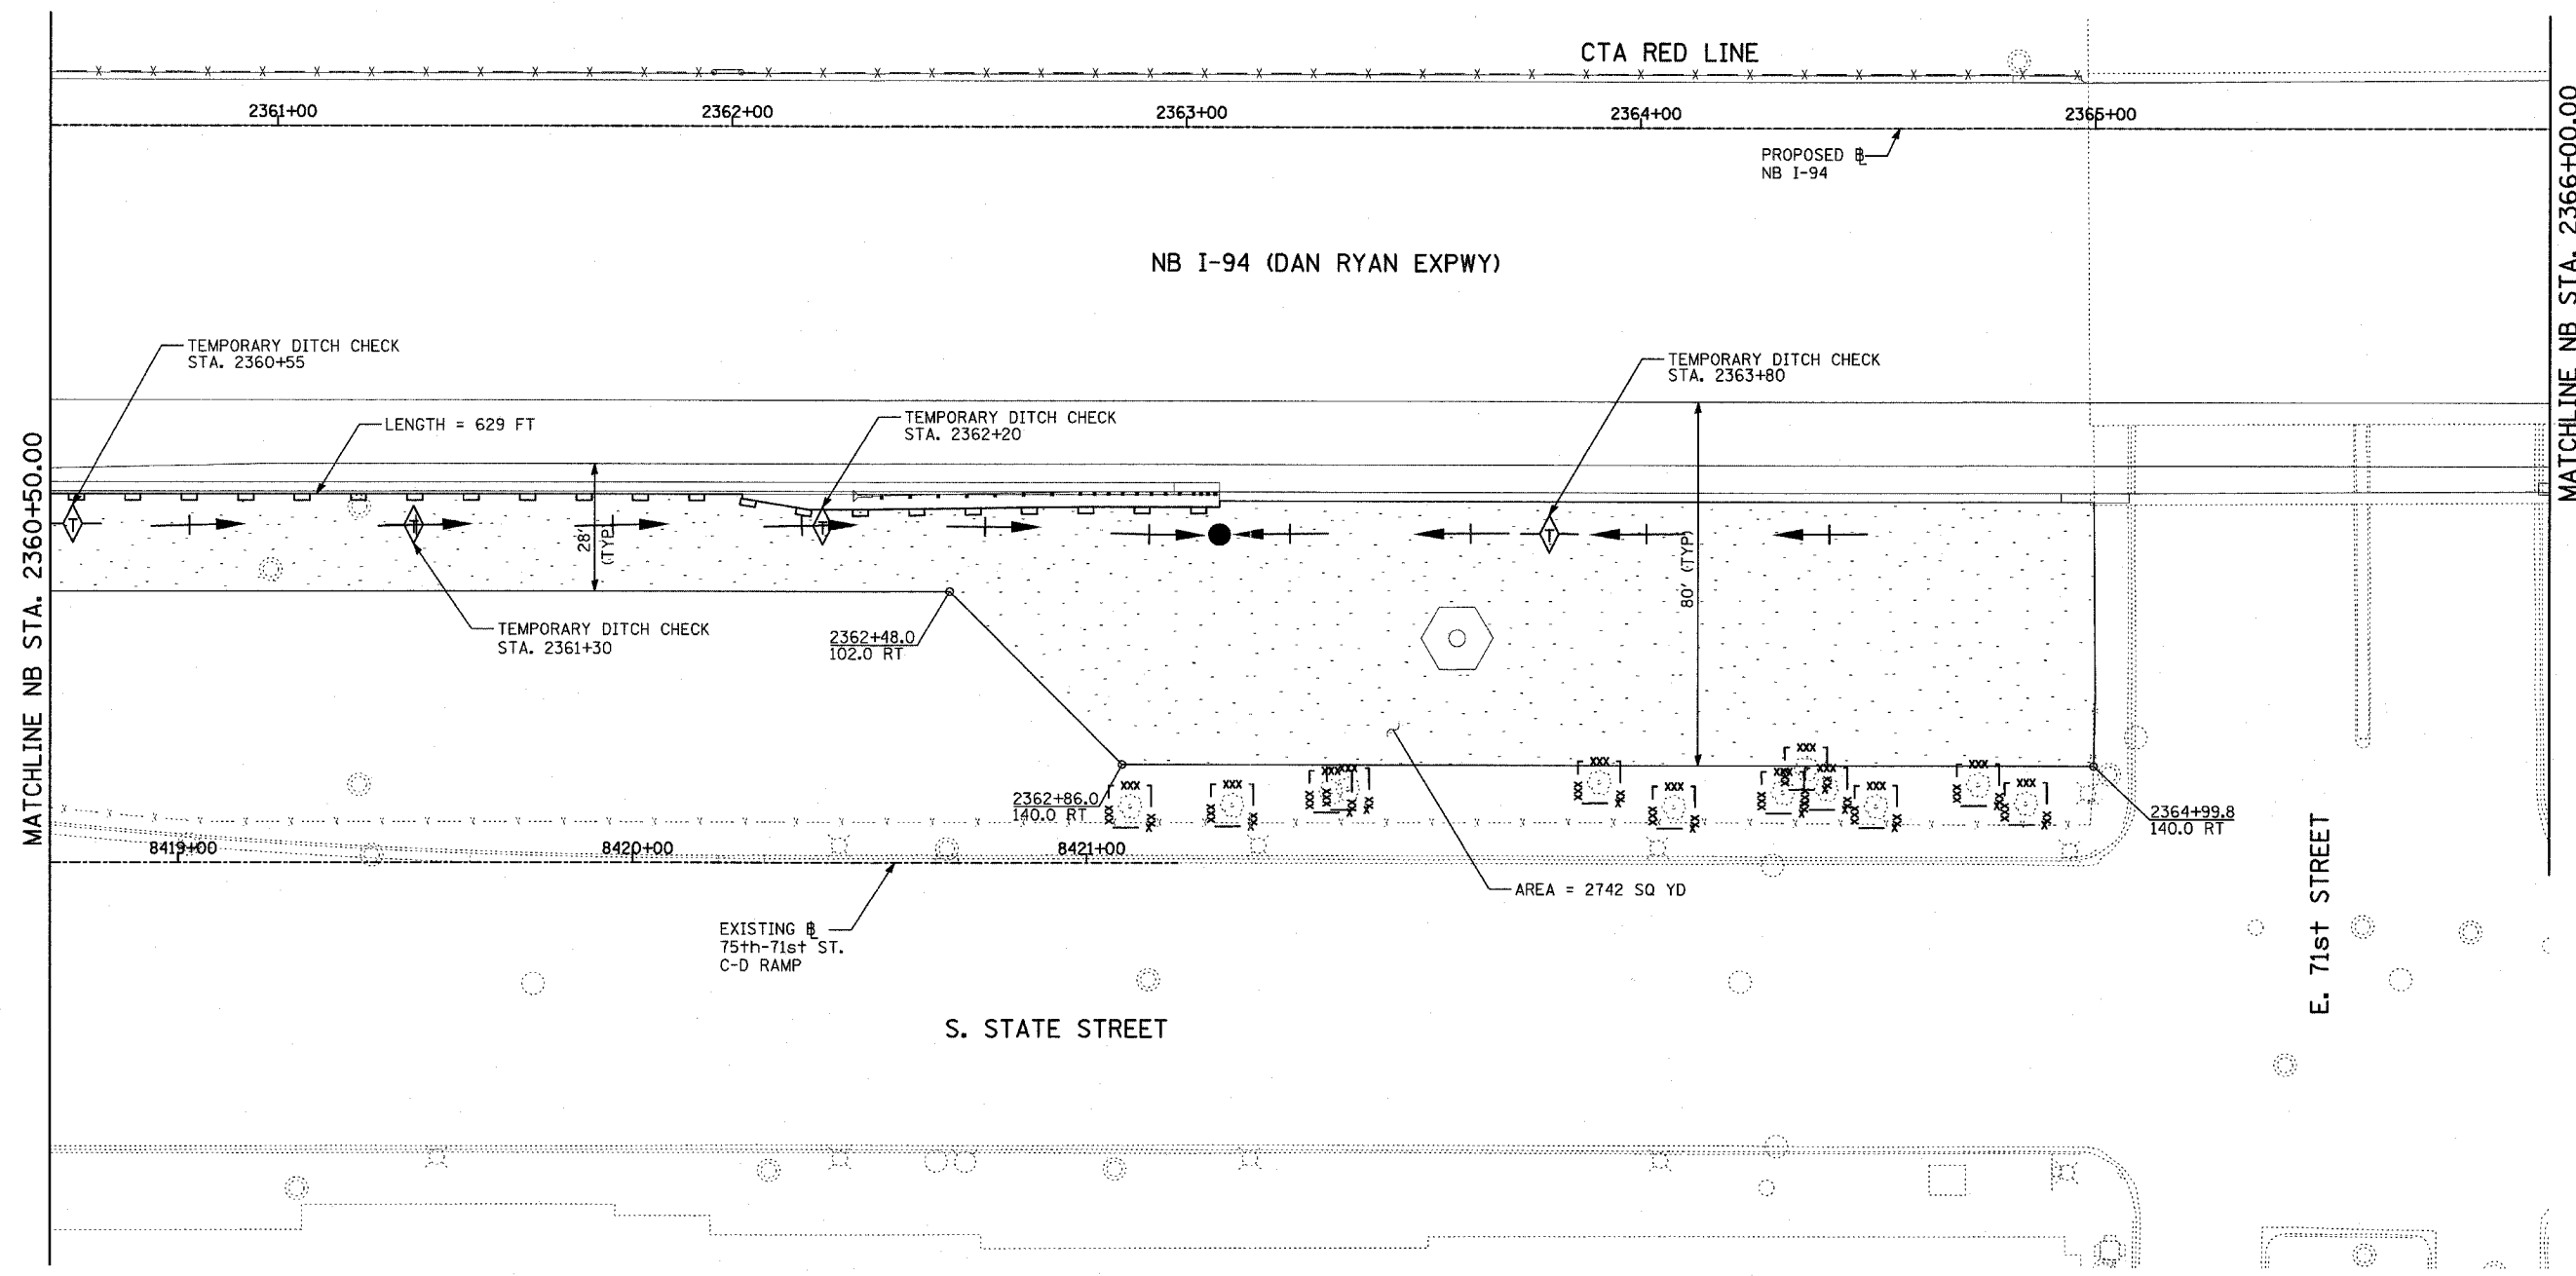 CTA RED LINE
2361+00
2362+00
2363+00
2364+00
2365+00
PROPOSED ℄
NB I-94
NB I-94 (DAN RYAN EXPWY)
MATCHLINE NB STA. 2360+50.00
MATCHLINE NB STA. 2366+00.00
TEMPORARY DITCH CHECK
STA. 2360+55
LENGTH = 629 FT
TEMPORARY DITCH CHECK
STA. 2362+20
TEMPORARY DITCH CHECK
STA. 2363+80
T
T
T
T
28'
(TYP)
80' (TYP)
TEMPORARY DITCH CHECK
STA. 2361+30
2362+48.0
102.0 RT
2362+86.0
140.0 RT
2364+99.8
140.0 RT
8419+00
8420+00
8421+00
AREA = 2742 SQ YD
EXISTING ℄
75th-71st ST.
C-D RAMP
S. STATE STREET
E. 71st STREET